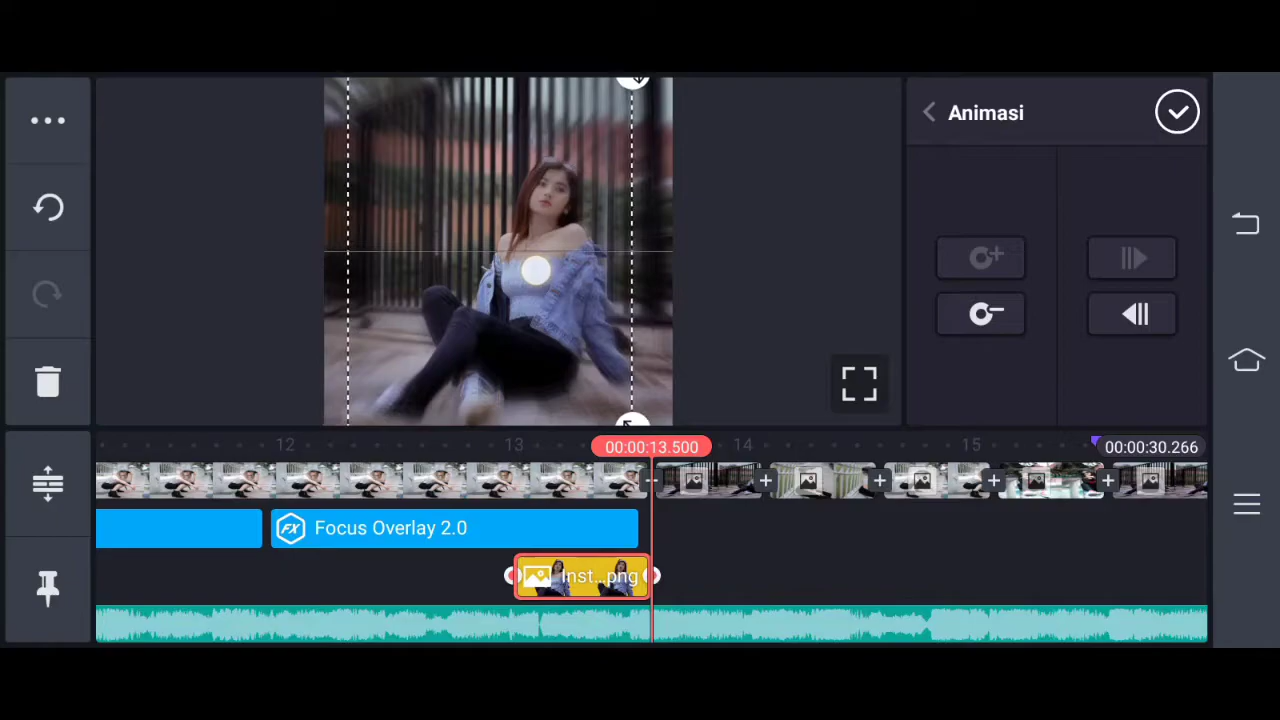 Animasi
12
13
00:00:13.500
14
15
00:00:30.266
FX Focus Overlay 2.0
Inst...png